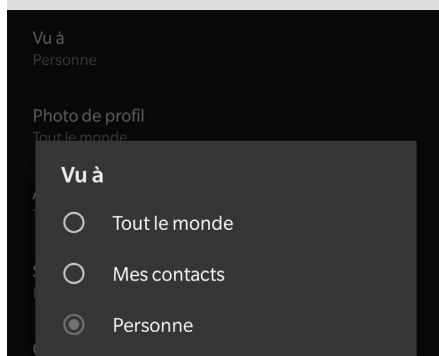 Vu à
Personne
Photo de profil
Tout le monde
Vu à
Tout le monde
Mes contacts
Personne